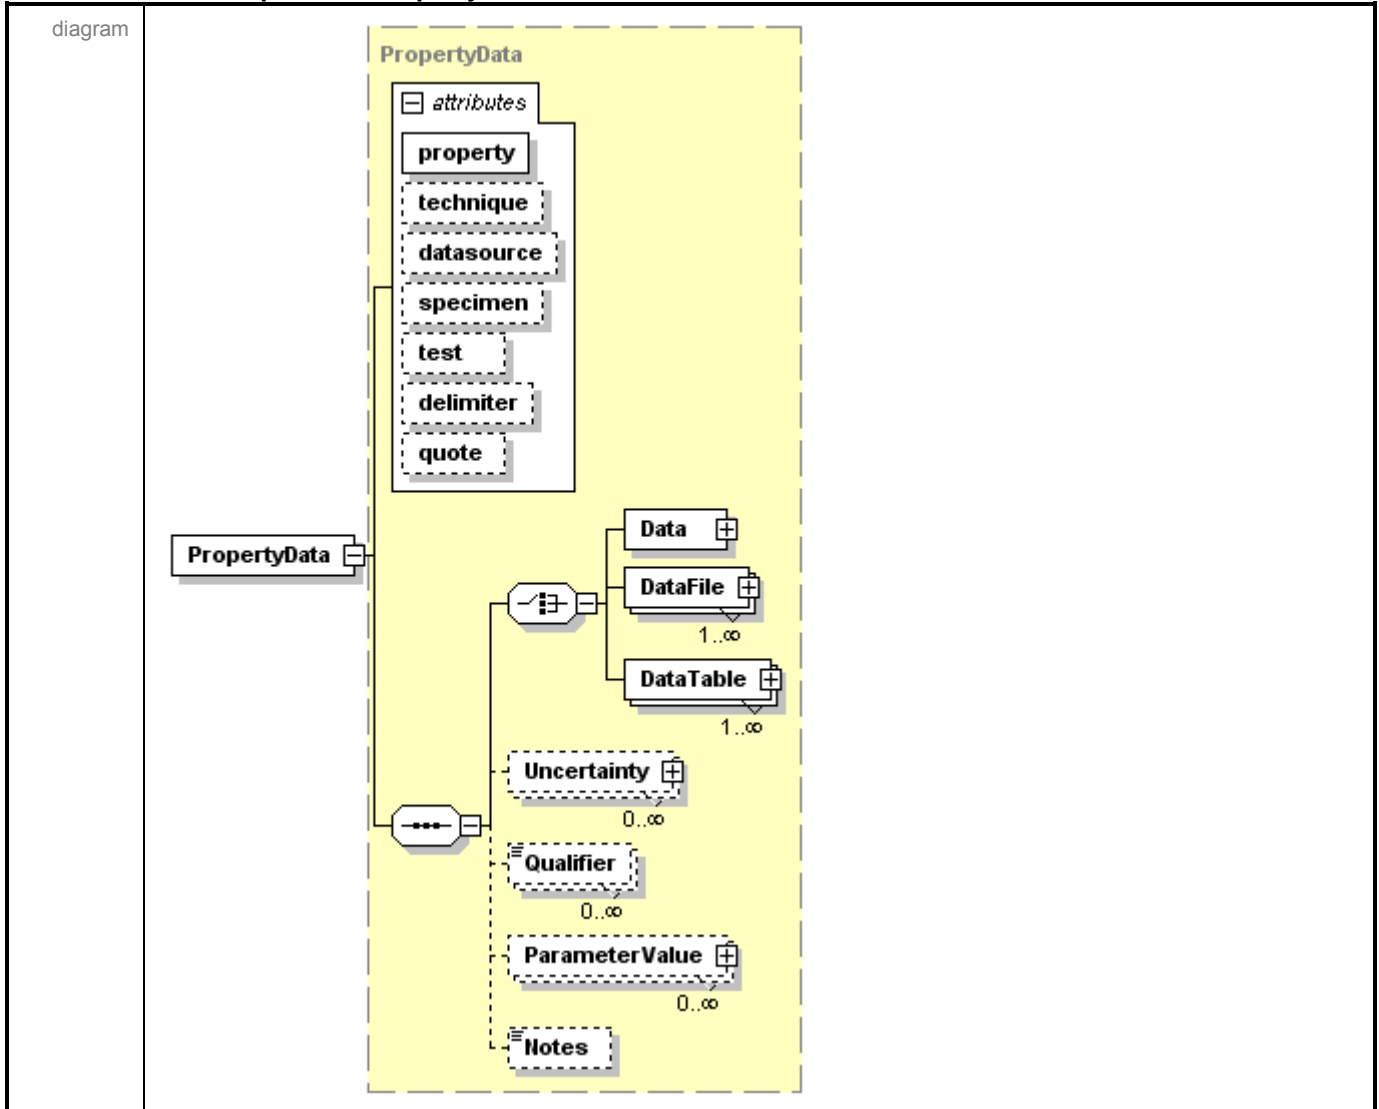 diagram
PropertyData
attributes
property
technique
datasource
specimen
test
delimiter
quote
PropertyData
Data
DataFile
1..∞
DataTable
1..∞
Uncertainty
0..∞
Qualifier
0..∞
ParameterValue
0..∞
Notes